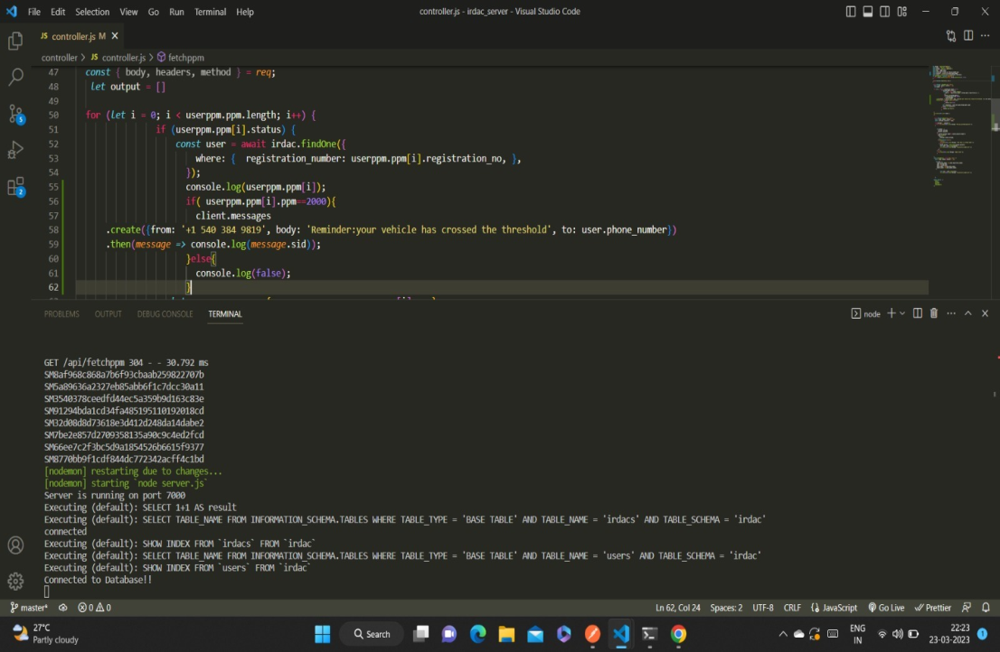 File Edit Selection View Go Run Terminal Help
controller.js - irdac_server - Visual Studio Code
JS controller.js M
controller > JS controller.js > fetchppm
47 const { body, headers, method } = req;
48 let output = []
49
50 for (let i = 0; i < userppm.ppm.length; i++) {
51 if (userppm.ppm[i].status) {
52 const user = await irdac.findOne({
53 where: { registration_number: userppm.ppm[i].registration_no, },
54 });
55 console.log(userppm.ppm[i]);
56 if( userppm.ppm[i].ppm==2000){
57 client.messages
58 .create({from: '+1 540 384 9819', body: 'Reminder:your vehicle has crossed the threshold', to: user.phone_number})
59 .then(message => console.log(message.sid));
60 }else{
61 console.log(false);
62 }
PROBLEMS OUTPUT DEBUG CONSOLE TERMINAL
node
GET /api/fetchppm 304 - - 30.792 ms
SM8af968c868a7b6f93cbaab259822707b
SM5a89636a2327eb85abb6f1c7dcc30a11
SM3540378ceedfd44ec5a359b9d163c83e
SM91294bda1cd34fa485195110192018cd
SM32d08d8d73618e3d412d248da14dabe2
SM7be2e857d2709358135a90c9c4ed2fcd
SM66ee7c2f3bc5d9a1854526b6615f9377
SM8770bb9f1cdf844dc772342acff4c1bd
[nodemon] restarting due to changes...
[nodemon] starting `node server.js`
Server is running on port 7000
Executing (default): SELECT 1+1 AS result
Executing (default): SELECT TABLE_NAME FROM INFORMATION_SCHEMA.TABLES WHERE TABLE_TYPE = 'BASE TABLE' AND TABLE_NAME = 'irdacs' AND TABLE_SCHEMA = 'irdac'
connected
Executing (default): SHOW INDEX FROM `irdacs` FROM `irdac`
Executing (default): SELECT TABLE_NAME FROM INFORMATION_SCHEMA.TABLES WHERE TABLE_TYPE = 'BASE TABLE' AND TABLE_NAME = 'users' AND TABLE_SCHEMA = 'irdac'
Executing (default): SHOW INDEX FROM `users` FROM `irdac`
Connected to Database!!
5
2
master* 0 0 Ln 62, Col 24 Spaces: 2 UTF-8 CRLF JavaScript Go Live Prettier
27°C
Partly cloudy
Search
ENG
IN
22:23
23-03-2023
1